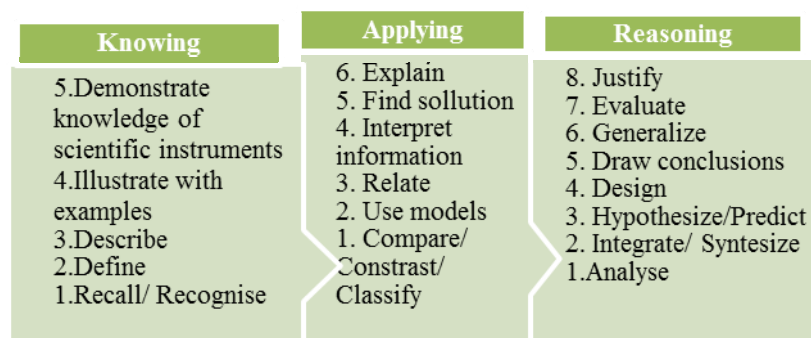 Knowing
5.Demonstrate
knowledge of
scientific instruments
4.Illustrate with
examples
3.Describe
2.Define
1.Recall/ Recognise
Applying
6. Explain
5. Find sollution
4. Interpret
information
3. Relate
2. Use models
1. Compare/
Constrast/
Classify
Reasoning
8. Justify
7. Evaluate
6. Generalize
5. Draw conclusions
4. Design
3. Hypothesize/Predict
2. Integrate/ Syntesize
1.Analyse